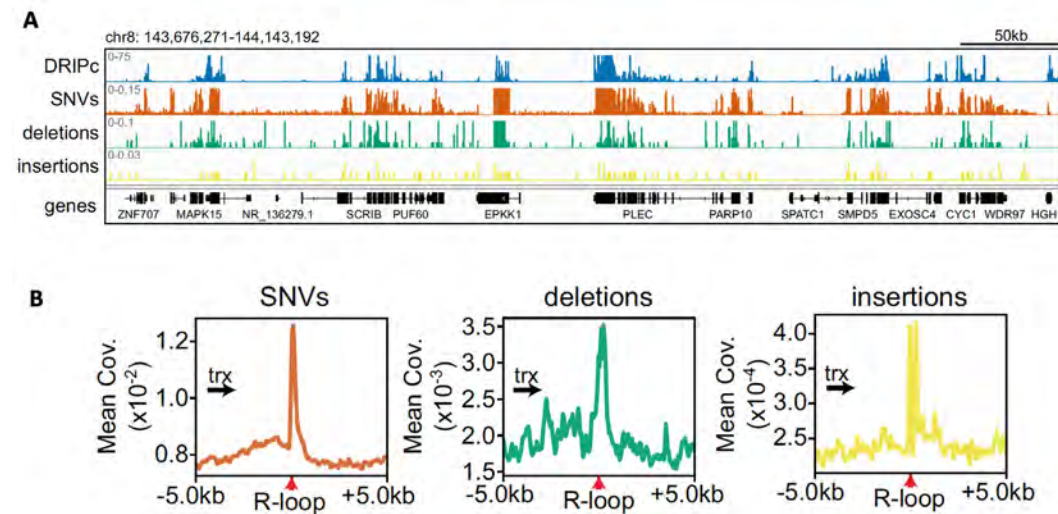 A
chr8: 143,676,271-144,143,192
50kb
DRIPc
0-75
SNVs
0-0.15
deletions
0-0.1
insertions
0-0.03
genes
ZNF707 MAPK15 NR_136279.1 SCRIB PUF60 EPKK1 PLEC PARP10 SPATC1 SMPD5 EXOSC4 CYC1 WDR97 HGH
B
SNVs
Mean Cov.
(x10-2)
1.2
1.0
0.8
trx
-5.0kb R-loop +5.0kb
deletions
Mean Cov.
(x10-3)
3.5
3.0
2.5
2.0
1.5
trx
-5.0kb R-loop +5.0kb
insertions
Mean Cov.
(x10-4)
4.0
3.5
3.0
2.5
trx
-5.0kb R-loop +5.0kb